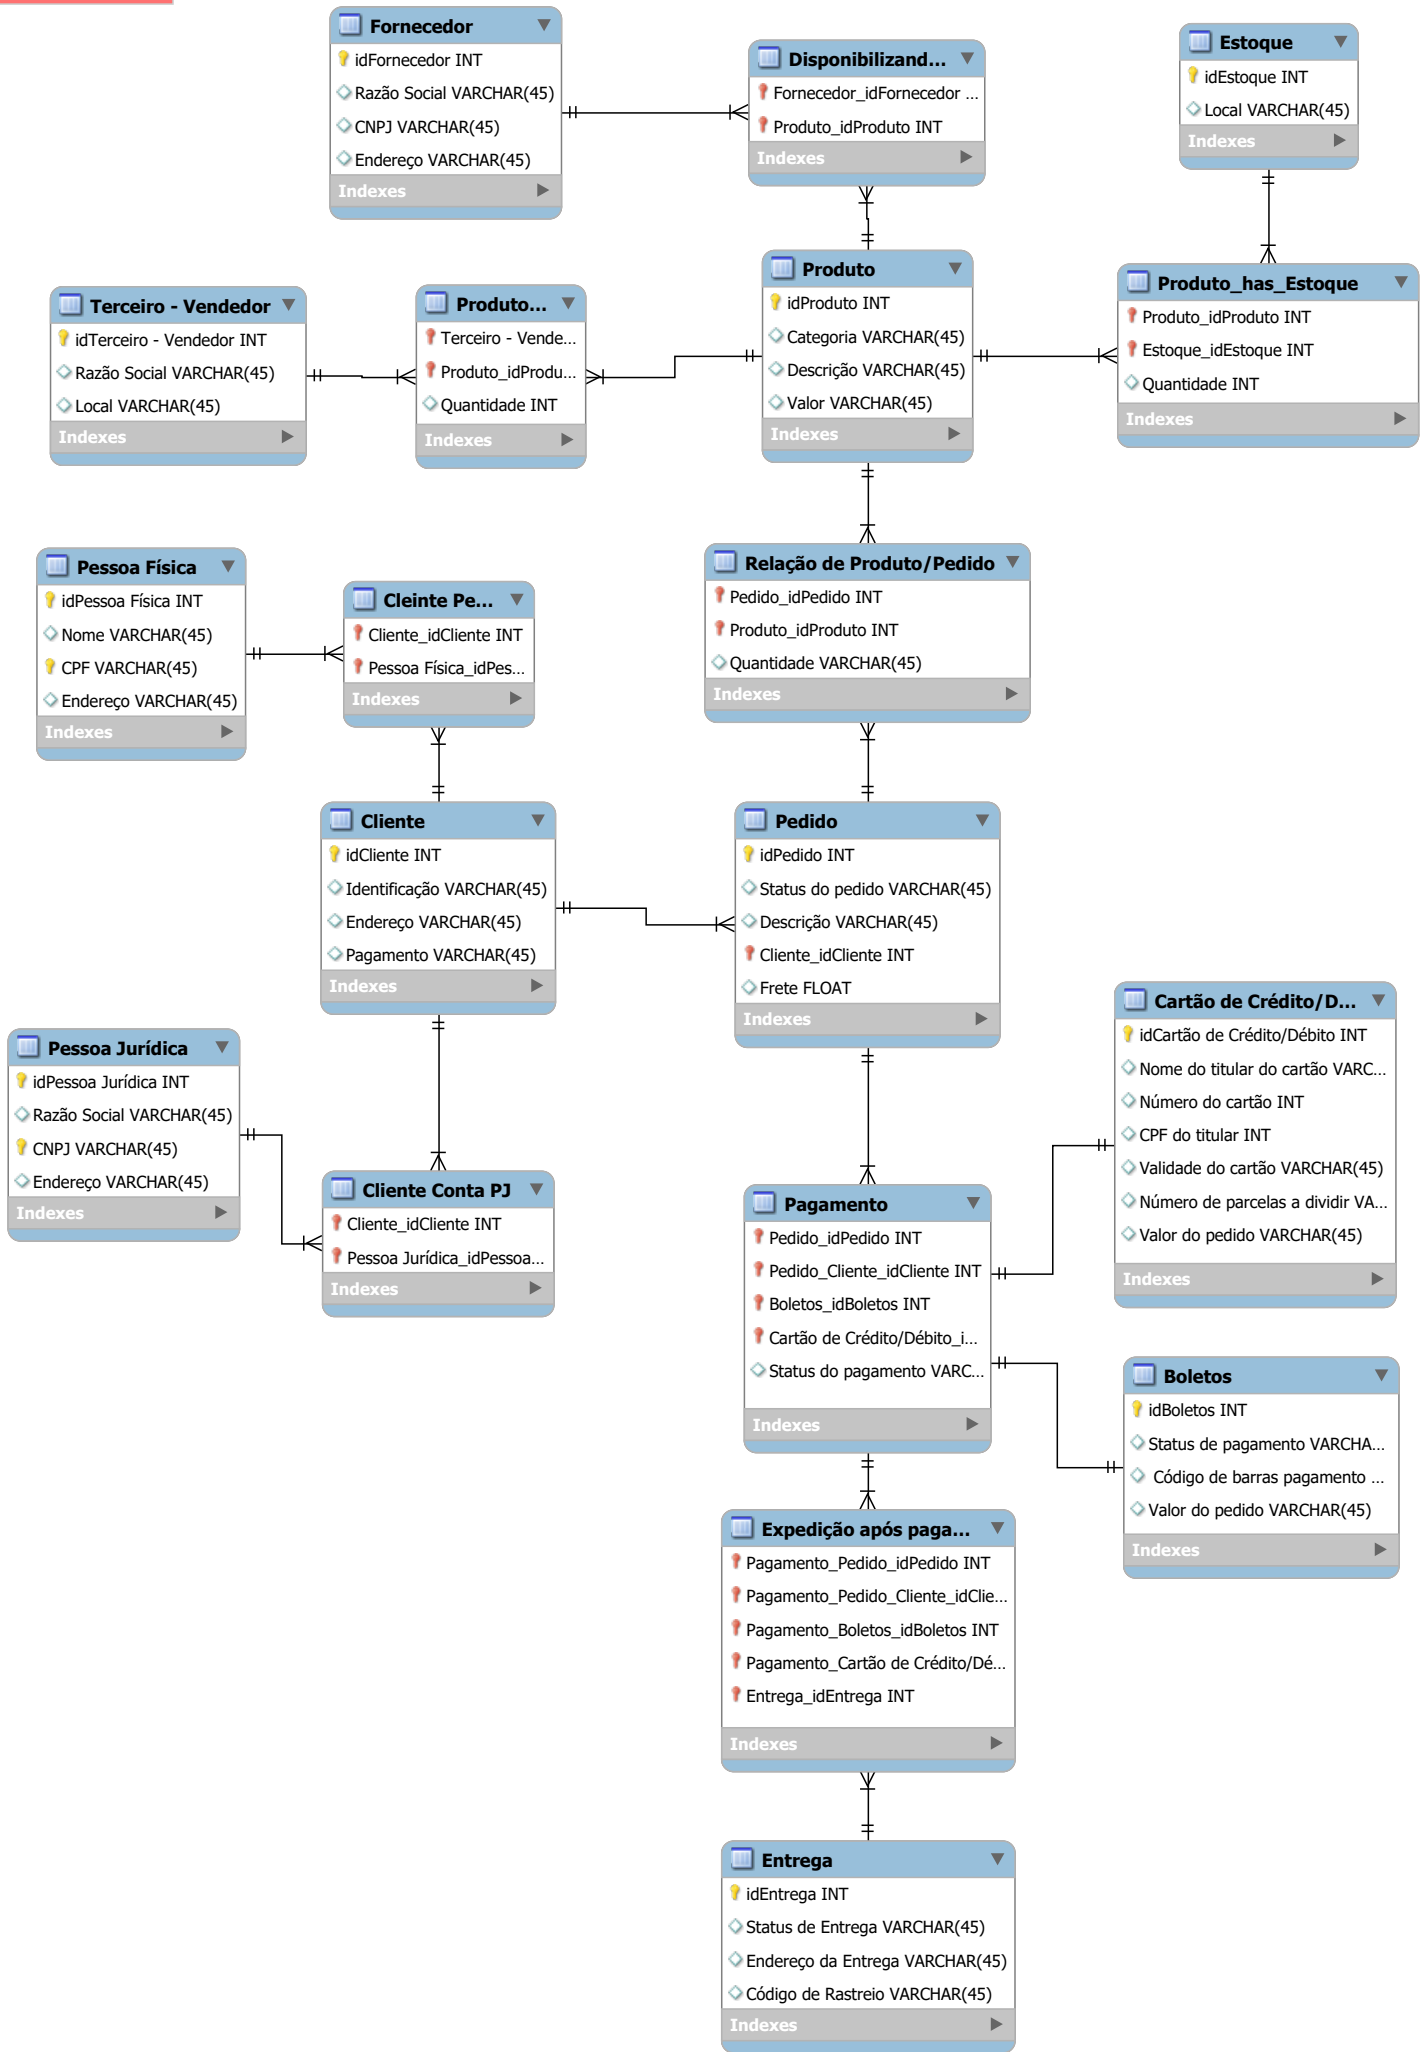 Fornecedor
idFornecedor INT
Razão Social VARCHAR(45)
CNPJ VARCHAR(45)
Endereço VARCHAR(45)
Indexes
Disponibilizand...
Fornecedor_idFornecedor ...
Produto_idProduto INT
Indexes
Estoque
idEstoque INT
Local VARCHAR(45)
Indexes
Terceiro - Vendedor
idTerceiro - Vendedor INT
Razão Social VARCHAR(45)
Local VARCHAR(45)
Indexes
Produto...
Terceiro - Vende...
Produto_idProdu...
Quantidade INT
Indexes
Produto
idProduto INT
Categoria VARCHAR(45)
Descrição VARCHAR(45)
Valor VARCHAR(45)
Indexes
Produto_has_Estoque
Produto_idProduto INT
Estoque_idEstoque INT
Quantidade INT
Indexes
Pessoa Física
idPessoa Física INT
Nome VARCHAR(45)
CPF VARCHAR(45)
Endereço VARCHAR(45)
Indexes
Cleinte Pe...
Cliente_idCliente INT
Pessoa Física_idPes...
Indexes
Relação de Produto/Pedido
Pedido_idPedido INT
Produto_idProduto INT
Quantidade VARCHAR(45)
Indexes
Cliente
idCliente INT
Identificação VARCHAR(45)
Endereço VARCHAR(45)
Pagamento VARCHAR(45)
Indexes
Pedido
idPedido INT
Status do pedido VARCHAR(45)
Descrição VARCHAR(45)
Cliente_idCliente INT
Frete FLOAT
Indexes
Pessoa Jurídica
idPessoa Jurídica INT
Razão Social VARCHAR(45)
CNPJ VARCHAR(45)
Endereço VARCHAR(45)
Indexes
Cliente Conta PJ
Cliente_idCliente INT
Pessoa Jurídica_idPessoa...
Indexes
Cartão de Crédito/D...
idCartão de Crédito/Débito INT
Nome do titular do cartão VARC...
Número do cartão INT
CPF do titular INT
Validade do cartão VARCHAR(45)
Número de parcelas a dividir VA...
Valor do pedido VARCHAR(45)
Indexes
Pagamento
Pedido_idPedido INT
Pedido_Cliente_idCliente INT
Boletos_idBoletos INT
Cartão de Crédito/Débito_i...
Status do pagamento VARC...
Indexes
Boletos
idBoletos INT
Status de pagamento VARCHA...
Código de barras pagamento ...
Valor do pedido VARCHAR(45)
Indexes
Expedição após paga...
Pagamento_Pedido_idPedido INT
Pagamento_Pedido_Cliente_idClie...
Pagamento_Boletos_idBoletos INT
Pagamento_Cartão de Crédito/Dé...
Entrega_idEntrega INT
Indexes
Entrega
idEntrega INT
Status de Entrega VARCHAR(45)
Endereço da Entrega VARCHAR(45)
Código de Rastreio VARCHAR(45)
Indexes